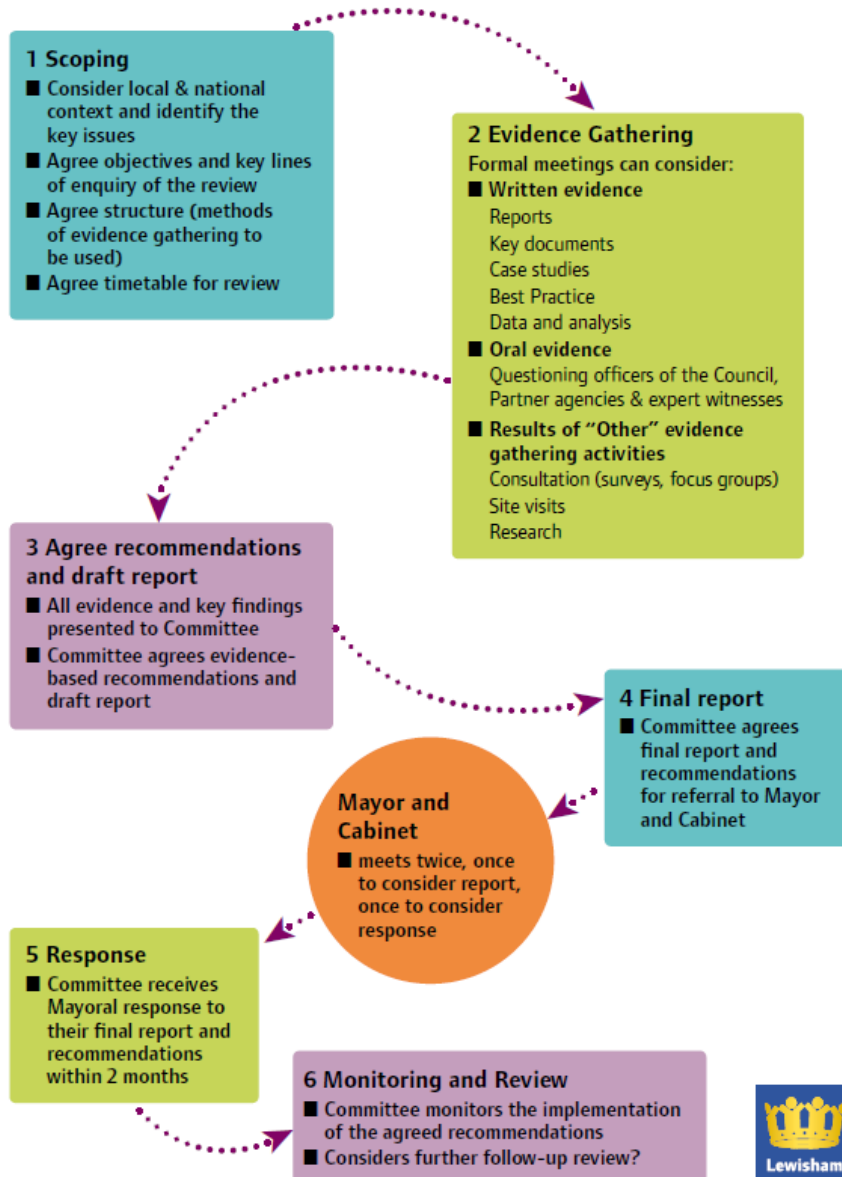 1 Scoping
■ Consider local & national
context and identify the
key issues
■ Agree objectives and key lines
of enquiry of the review
■ Agree structure (methods
of evidence gathering to
be used)
■ Agree timetable for review
2 Evidence Gathering
Formal meetings can consider:
■ Written evidence
Reports
Key documents
Case studies
Best Practice
Data and analysis
■ Oral evidence
Questioning officers of the Council,
Partner agencies & expert witnesses
■ Results of “Other” evidence
gathering activities
Consultation (surveys, focus groups)
Site visits
Research
3 Agree recommendations
and draft report
■ All evidence and key findings
presented to Committee
■ Committee agrees evidence-
based recommendations and
draft report
4 Final report
■ Committee agrees
final report and
recommendations
for referral to Mayor
and Cabinet
Mayor and
Cabinet
■ meets twice, once
to consider report,
once to consider
response
5 Response
■ Committee receives
Mayoral response to
their final report and
recommendations
within 2 months
6 Monitoring and Review
■ Committee monitors the implementation
of the agreed recommendations
■ Considers further follow-up review?
Lewisham